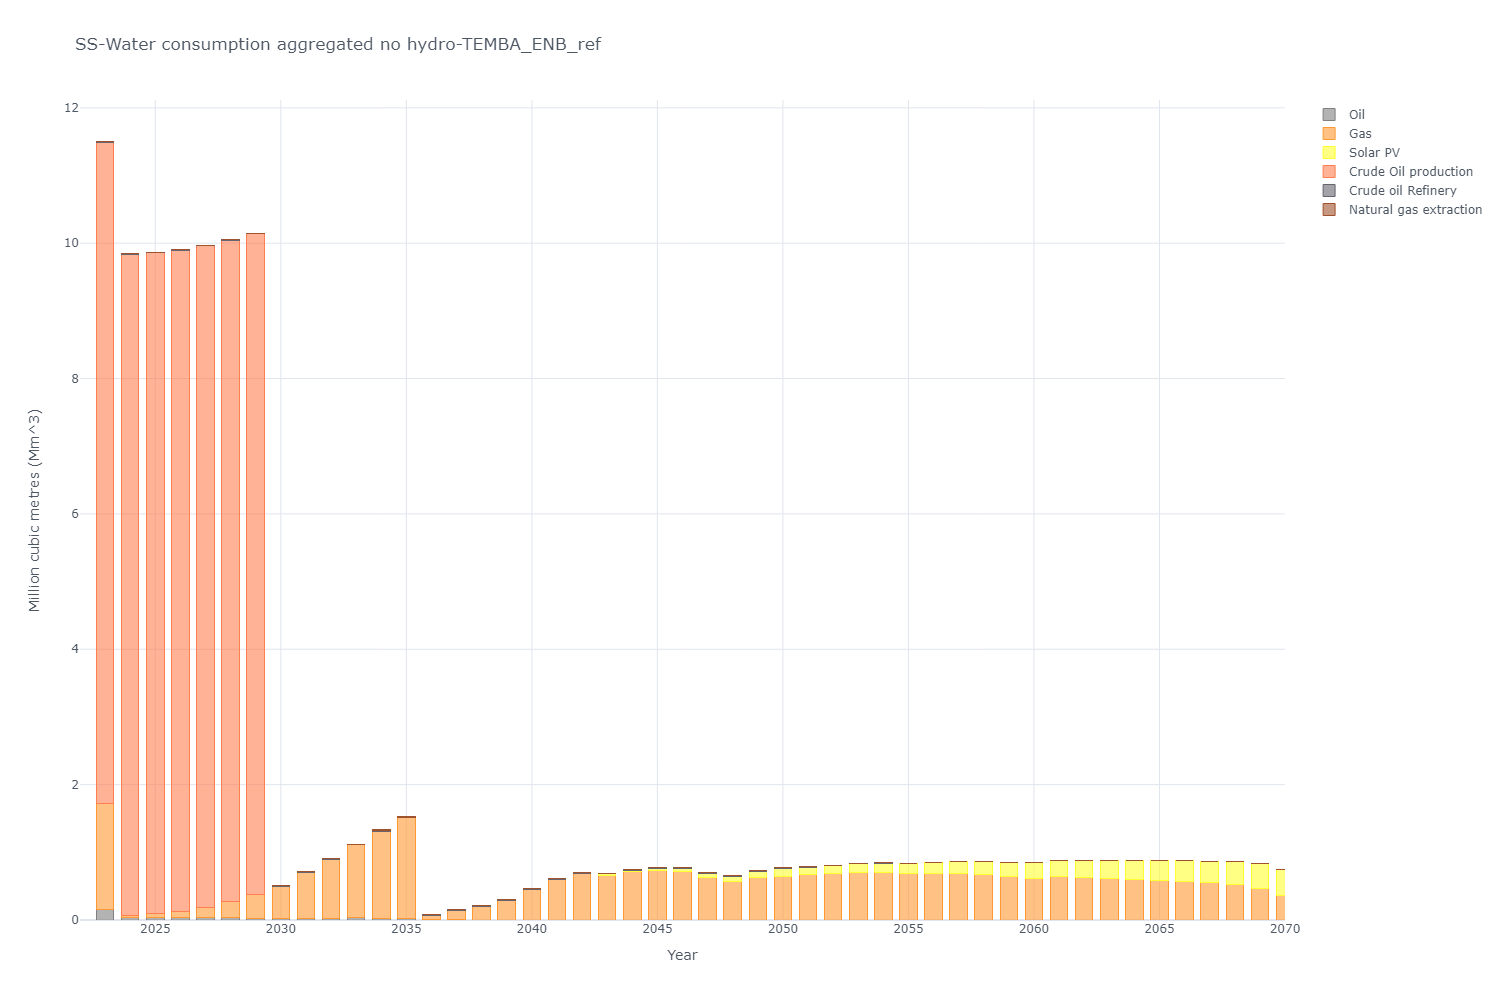 SS-Water consumption aggregated no hydro-TEMBA_ENB_ref
12
10
8
6
4
2
0
Million cubic metres (Mm^3)
2025
2030
2035
2040
2045
2050
2055
2060
2065
2070
Year
Oil
Gas
Solar PV
Crude Oil production
Crude oil Refinery
Natural gas extraction